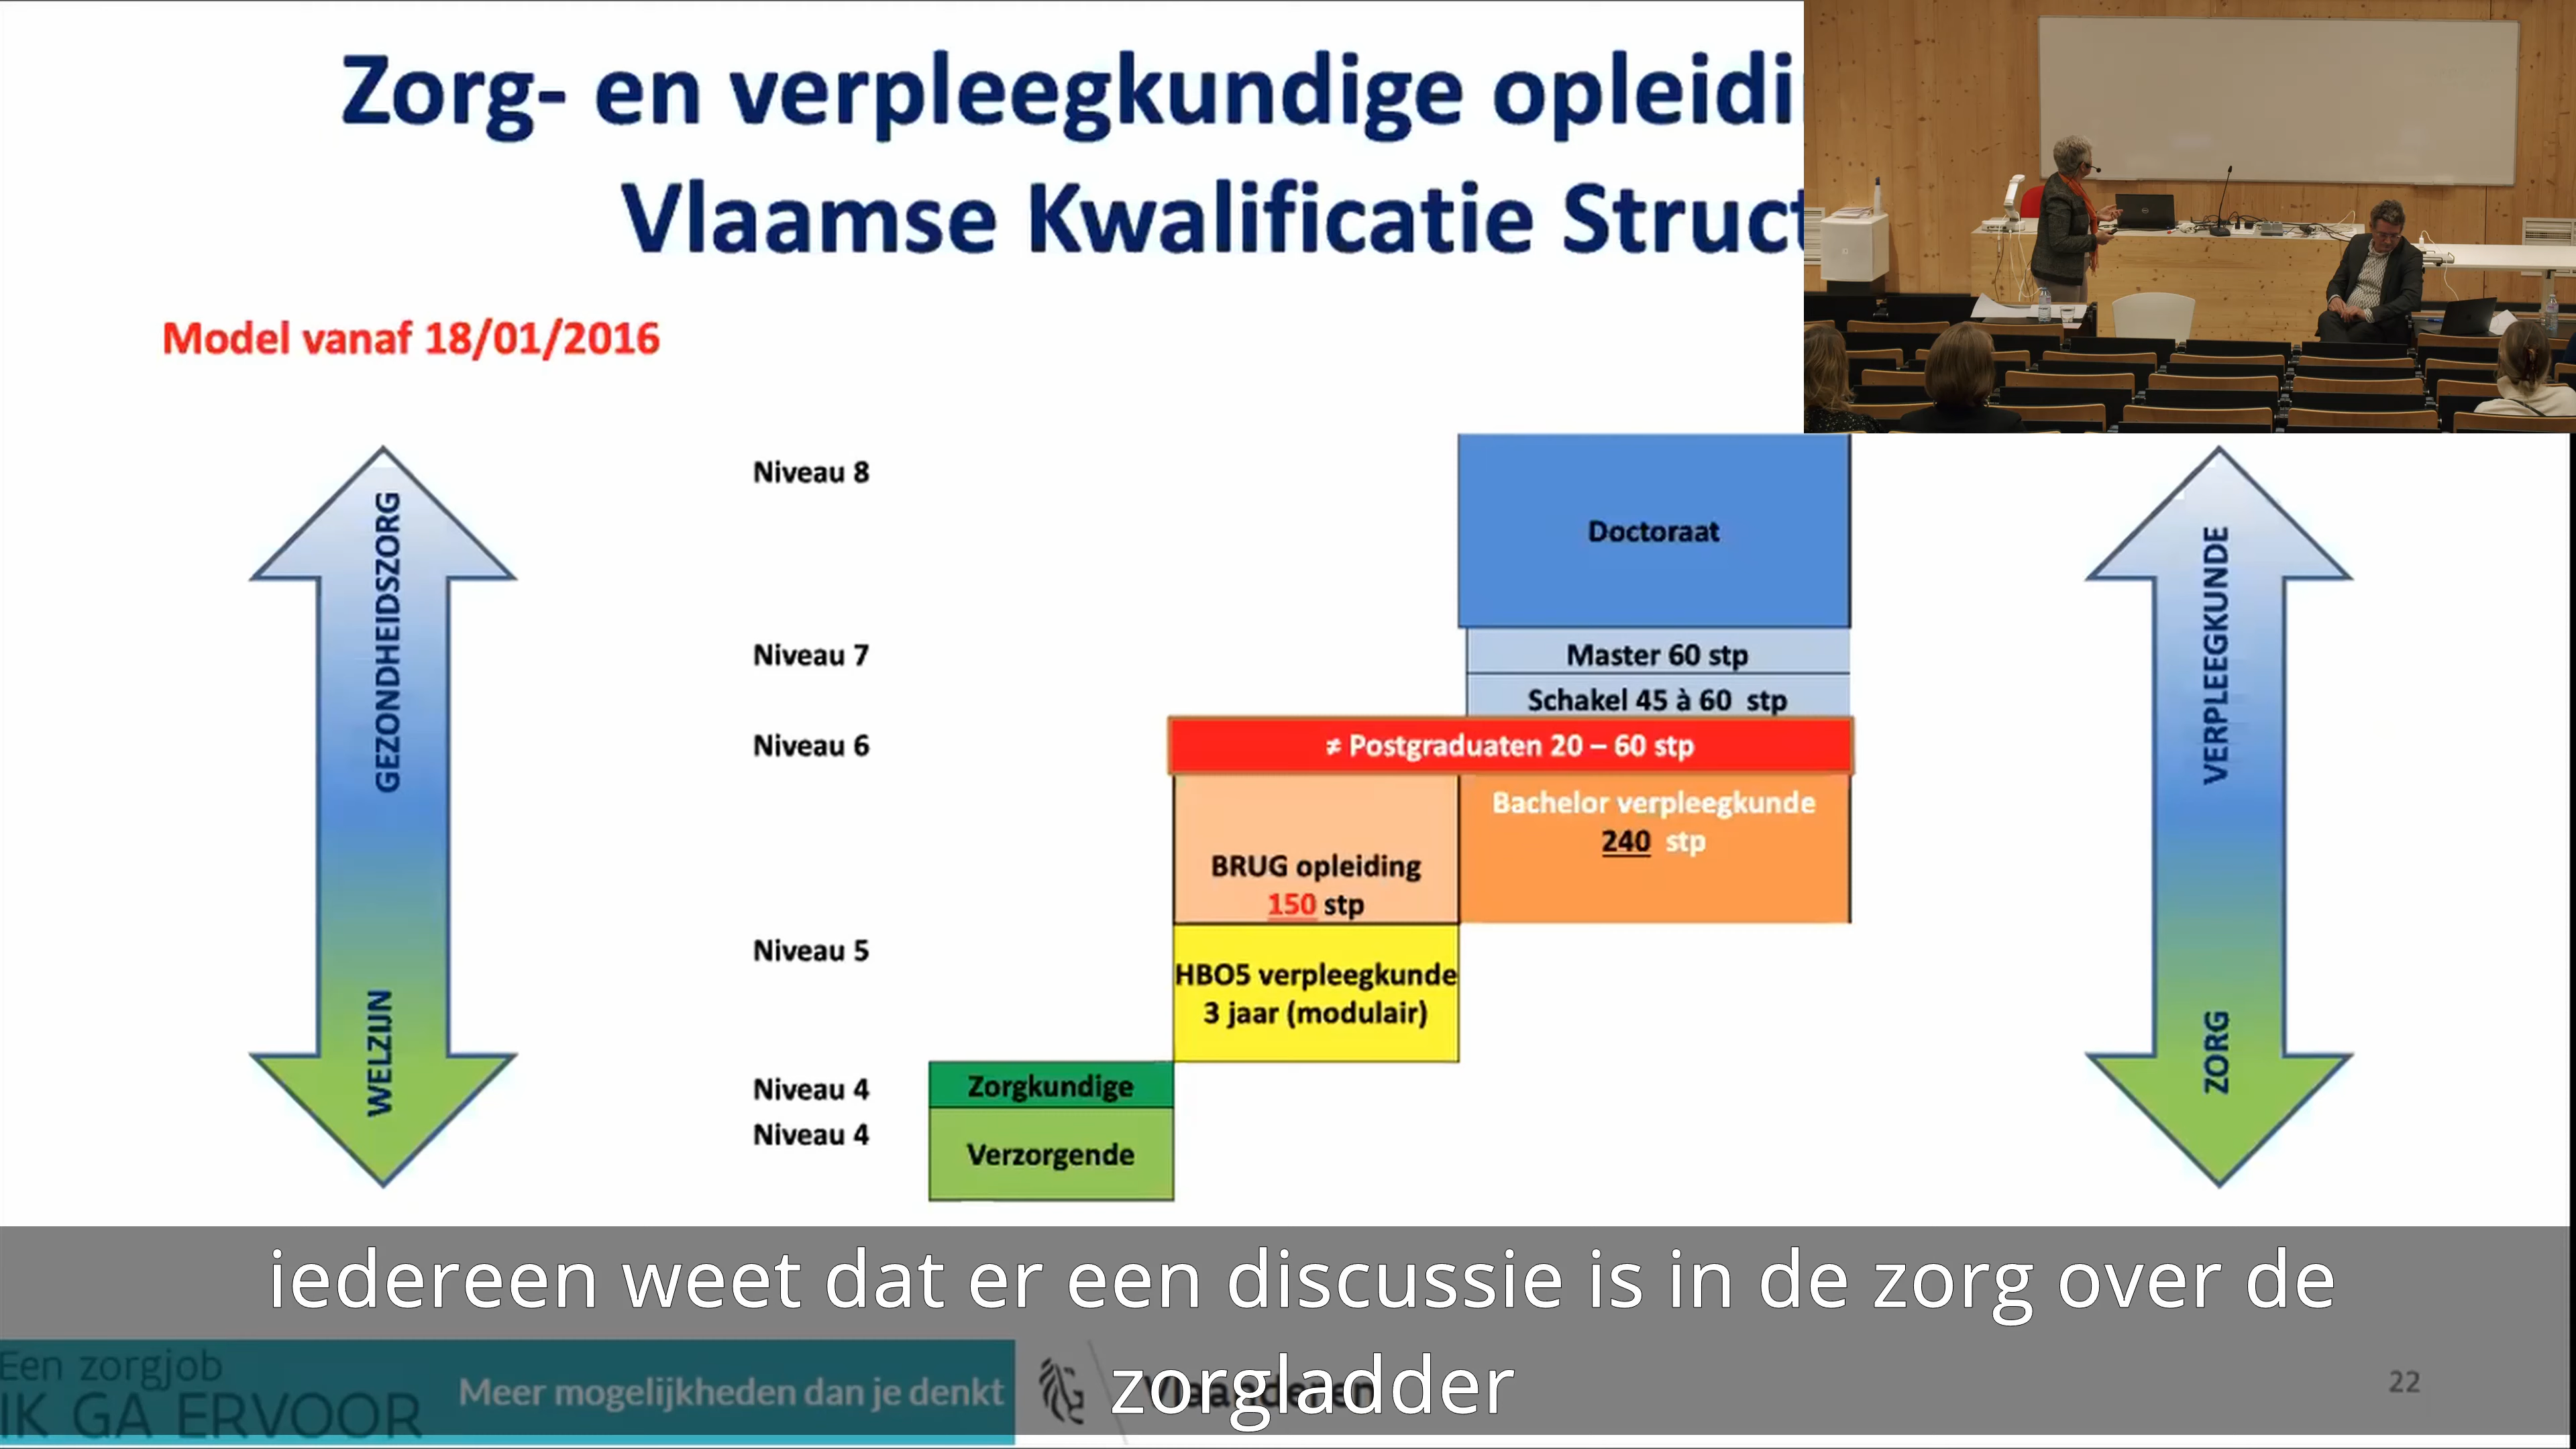 Zorg- en verpleegkundige opleidi
Vlaamse Kwalificatie Struct
Model vanaf 18/01/2016
GEZONDHEIDSZORG
WELZIJN
Niveau 8
Doctoraat
Niveau 7
Master 60 stp
Schakel 45 à 60 stp
Niveau 6
≠ Postgraduaten 20 – 60 stp
Bachelor verpleegkunde
240 stp
BRUG opleiding
150 stp
Niveau 5
HBO5 verpleegkunde
3 jaar (modulair)
Niveau 4
Zorgkundige
Niveau 4
Verzorgende
VERPLEEGKUNDE
ZORG
iedereen weet dat er een discussie is in de zorg over de
zorgladder
Een zorgjob
IK GA ERVOOR
Meer mogelijkheden dan je denkt
Vlaanderen
22